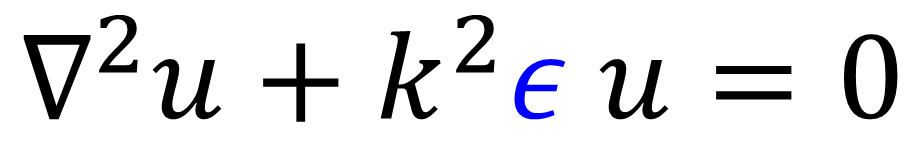 ∇²u + k²ϵ u = 0